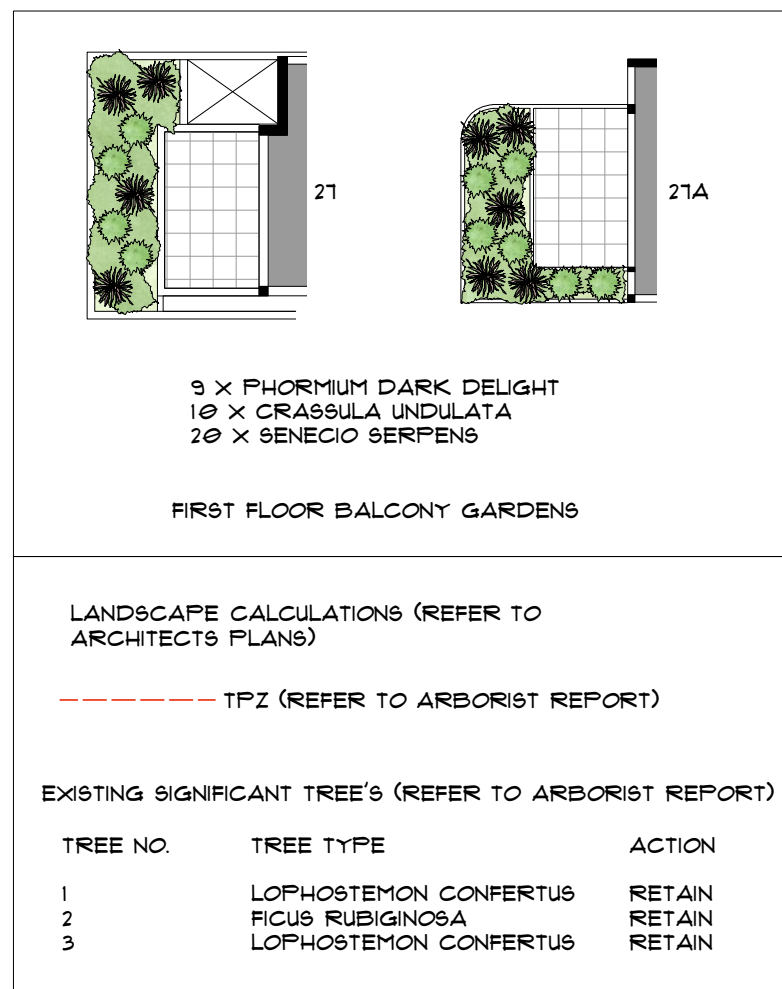 27
27A
9 X PHORMIUM DARK DELIGHT
10 X CRASSULA UNDULATA
20 X SENECIO SERPENS
FIRST FLOOR BALCONY GARDENS
LANDSCAPE CALCULATIONS (REFER TO
ARCHITECTS PLANS)
TPZ (REFER TO ARBORIST REPORT)
EXISTING SIGNIFICANT TREE'S (REFER TO ARBORIST REPORT)
TREE NO. TREE TYPE ACTION
1 LOPHOSTEMON CONFERTUS RETAIN
2 FICUS RUBIGINOSA RETAIN
3 LOPHOSTEMON CONFERTUS RETAIN